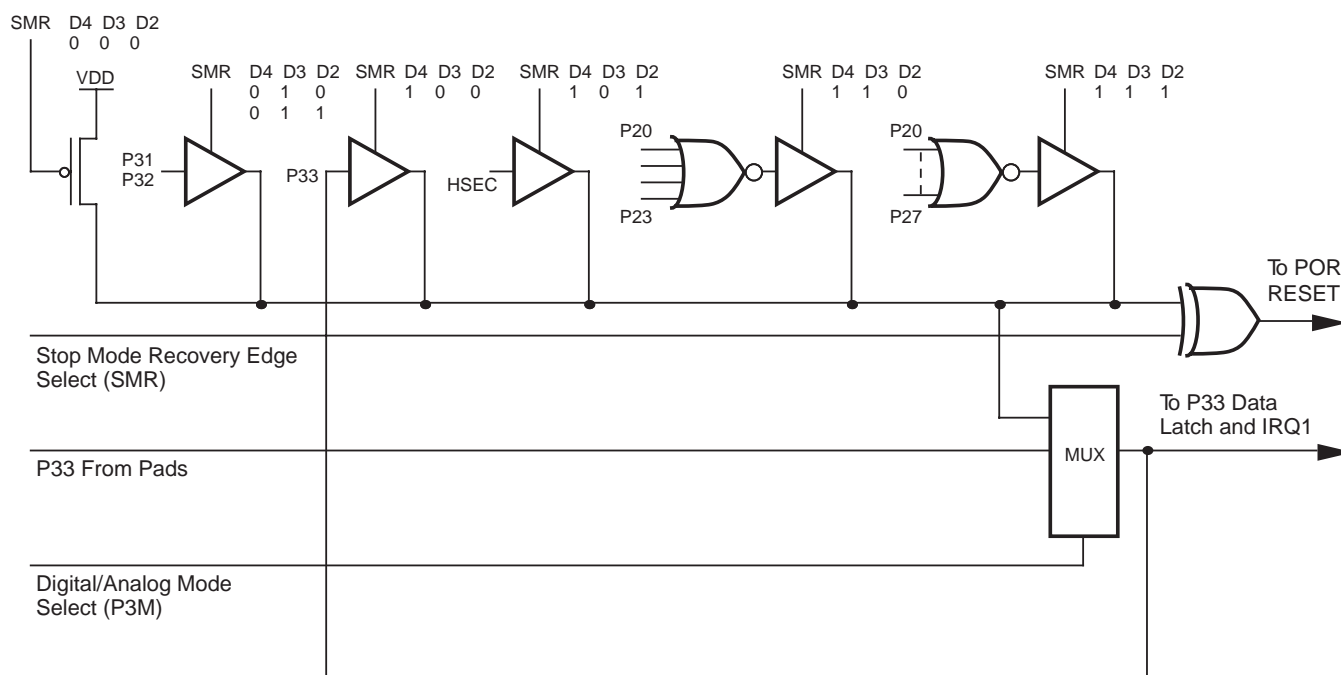 SMR D4 D3 D2
0 0 0
VDD
SMR D4 D3 D2
0 1 0
0 1 1
P31
P32
SMR D4 D3 D2
1 0 0
P33
SMR D4 D3 D2
1 0 1
HSEC
SMR D4 D3 D2
1 1 0
P20
P23
SMR D4 D3 D2
1 1 1
P20
P27
To POR
RESET
Stop Mode Recovery Edge
Select (SMR)
To P33 Data
Latch and IRQ1
MUX
P33 From Pads
Digital/Analog Mode
Select (P3M)